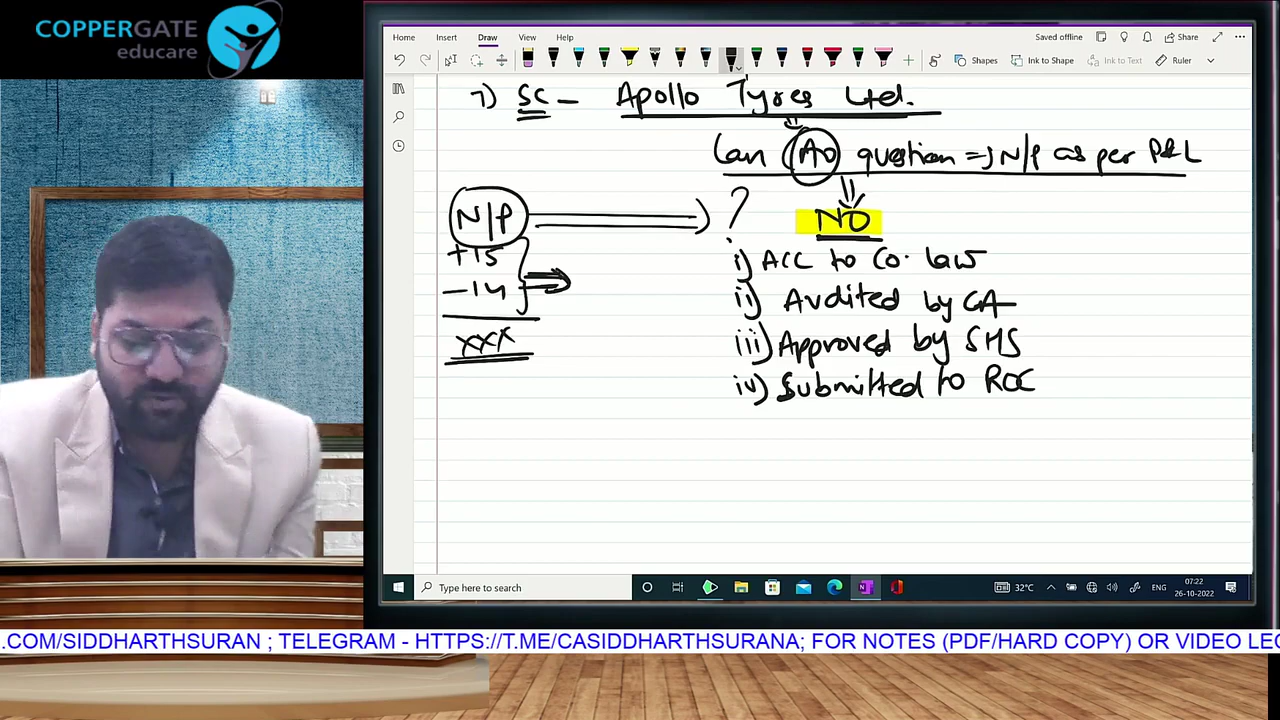 COPPERGATE
educare
Home Insert Draw View Help
Saved offline Share
Shapes Ink to Shape Ink to Text Ruler
7) SC - Apollo Tyres Ltd.
Can AO question => N/P as per P&L
N/P ? NO
+15
-14
XXX
i) ACC to Co. law
ii) Audited by CA
iii) Approved by SHS
iv) Submitted to ROC
Type here to search
32°C ENG 07:22
26-10-2022
.COM/SIDDHARTHSURAN ; TELEGRAM - HTTPS://T.ME/CASIDDHARTHSURANA; FOR NOTES (PDF/HARD COPY) OR VIDEO LEC